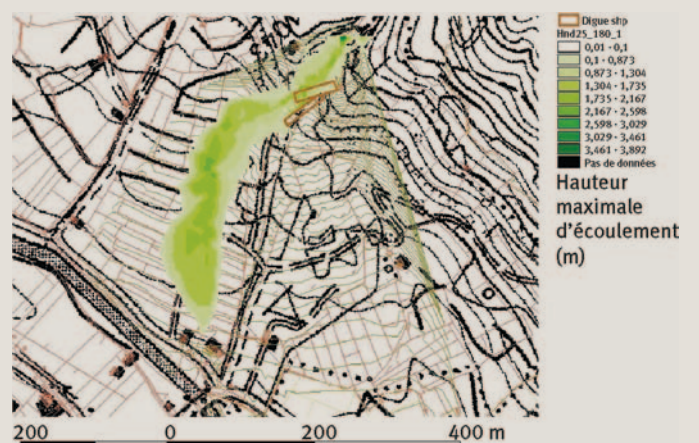 Digue shp
Hnd25_180_1
0,01 - 0,1
0,1 - 0,873
0,873 - 1,304
1,304 - 1,735
1,735 - 2,167
2,167 - 2,598
2,598 - 3,029
3,029 - 3,461
3,461 - 3,892
Pas de données
Hauteur
maximale
d'écoulement
(m)
200 0 200 400 m